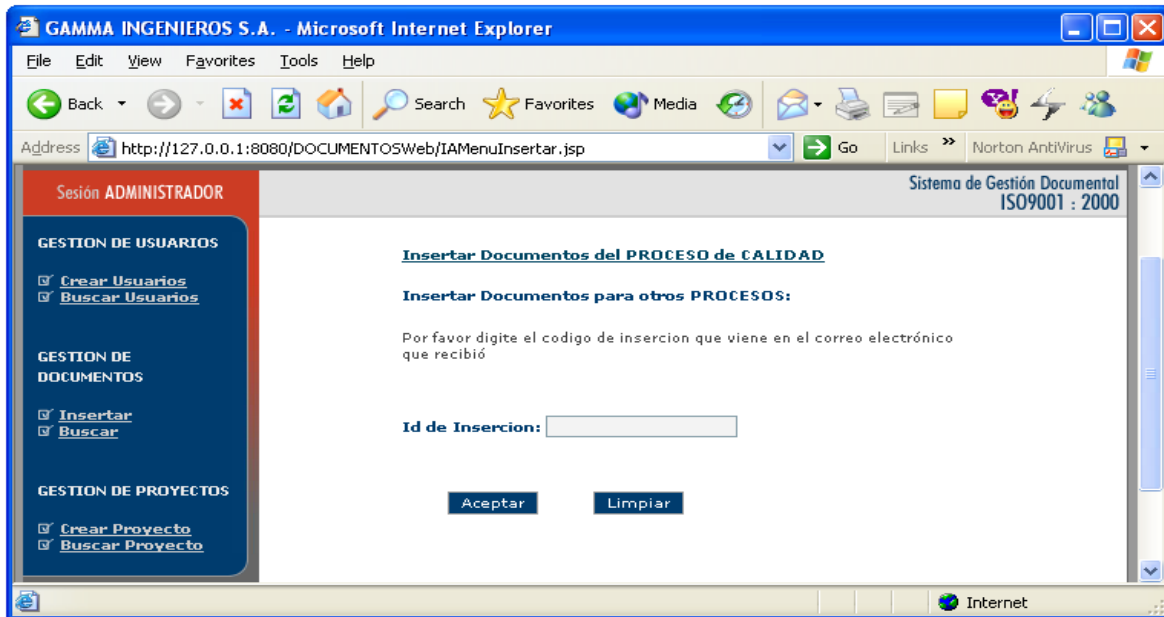 GAMMA INGENIEROS S.A. - Microsoft Internet Explorer
File Edit View Favorites Tools Help
Back Search Favorites Media
Address http://127.0.0.1:8080/DOCUMENTOSWeb/IAMenuInsertar.jsp Go Links » Norton AntiVirus
Sesión ADMINISTRADOR
Sistema de Gestión Documental
ISO9001 : 2000
GESTION DE USUARIOS
Crear Usuarios
Buscar Usuarios
GESTION DE
DOCUMENTOS
Insertar
Buscar
GESTION DE PROYECTOS
Crear Proyecto
Buscar Proyecto
Insertar Documentos del PROCESO de CALIDAD
Insertar Documentos para otros PROCESOS:
Por favor digite el codigo de insercion que viene en el correo electrónico
que recibió
Id de Insercion:
Aceptar Limpiar
Internet